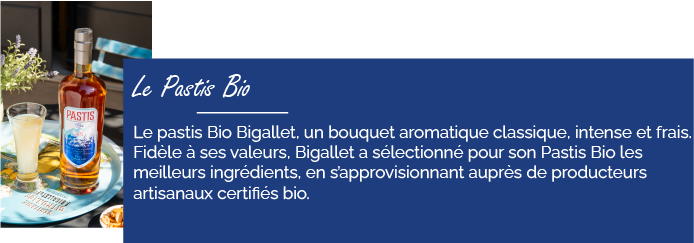 Le Pastis Bio
Le pastis Bio Bigallet, un bouquet aromatique classique, intense et frais.
Fidèle à ses valeurs, Bigallet a sélectionné pour son Pastis Bio les
meilleurs ingrédients, en s'approvisionnant auprès de producteurs
artisanaux certifiés bio.
PASTIS